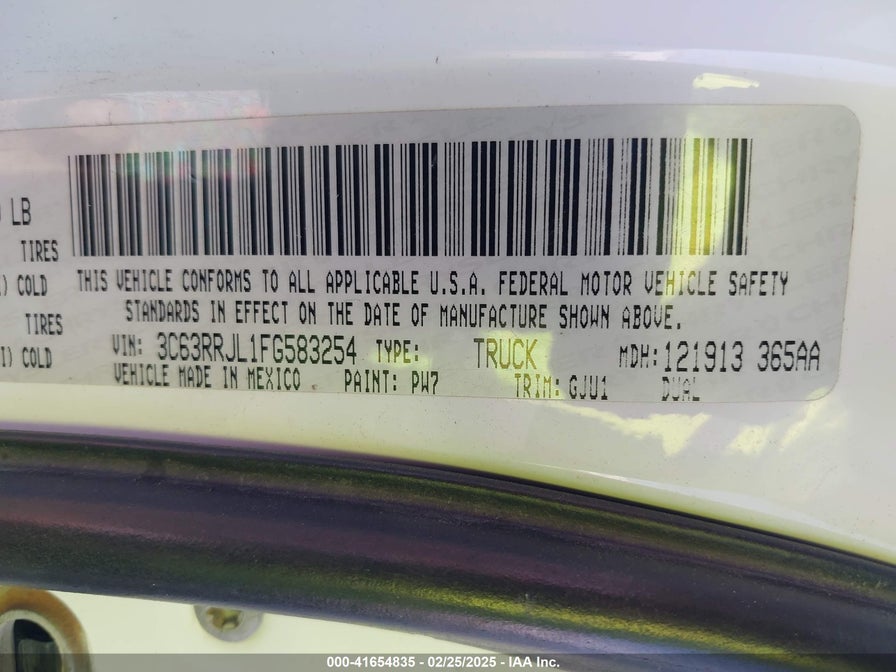 LB
TIRES
COLD
TIRES
COLD
THIS VEHICLE CONFORMS TO ALL APPLICABLE U.S.A. FEDERAL MOTOR VEHICLE SAFETY
STANDARDS IN EFFECT ON THE DATE OF MANUFACTURE SHOWN ABOVE.
VIN: 3C63RRJL1FG583254 TYPE: TRUCK MDH: 121913 365AA
VEHICLE MADE IN MEXICO PAINT: PW7 TRIM: GJU1 DUAL
000-41654835 - 02/25/2025 - IAA Inc.